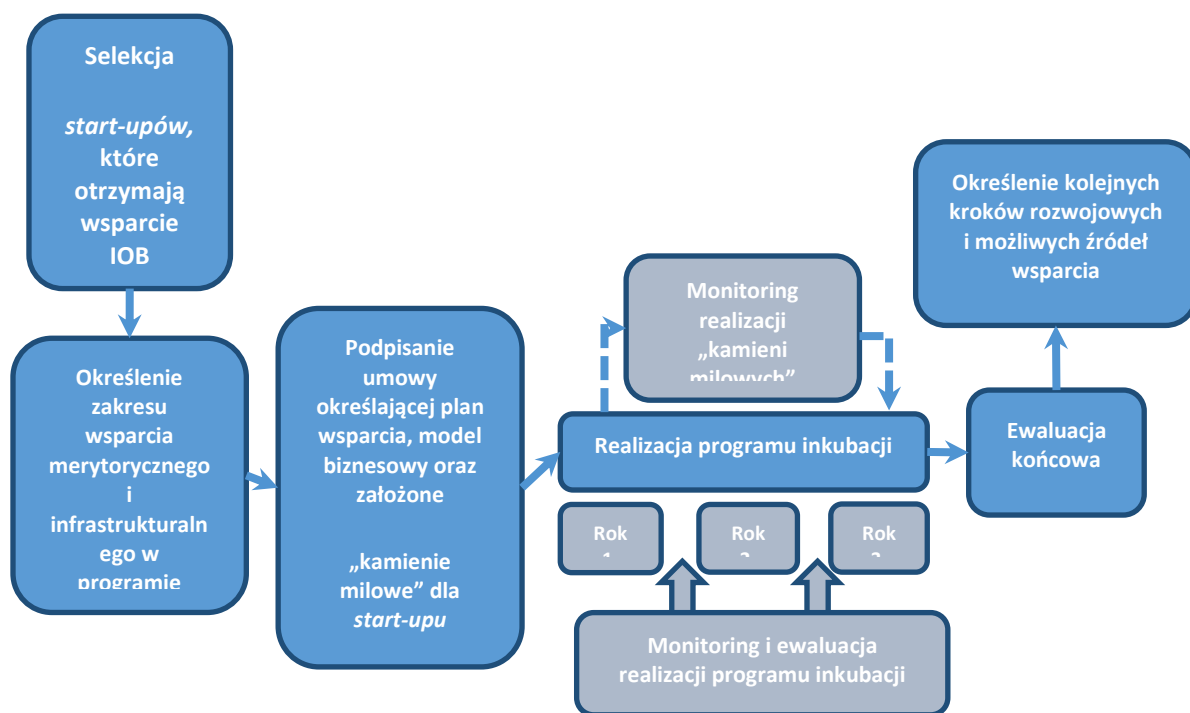 Selekcja
start-upów,
które
otrzymają
wsparcie
IOB
Określenie
zakresu
wsparcia
merytorycznego
i
infrastrukturaln
ego w
programie
Podpisanie
umowy
określającej plan
wsparcia, model
biznesowy oraz
założone
„kamienie
milowe” dla
start-upu
Monitoring
realizacji
„kamieni
milowych”
Realizacja programu inkubacji
Rok
Rok
Rok
Monitoring i ewaluacja
realizacji programu inkubacji
Ewaluacja
końcowa
Określenie kolejnych
kroków rozwojowych
i możliwych źródeł
wsparcia